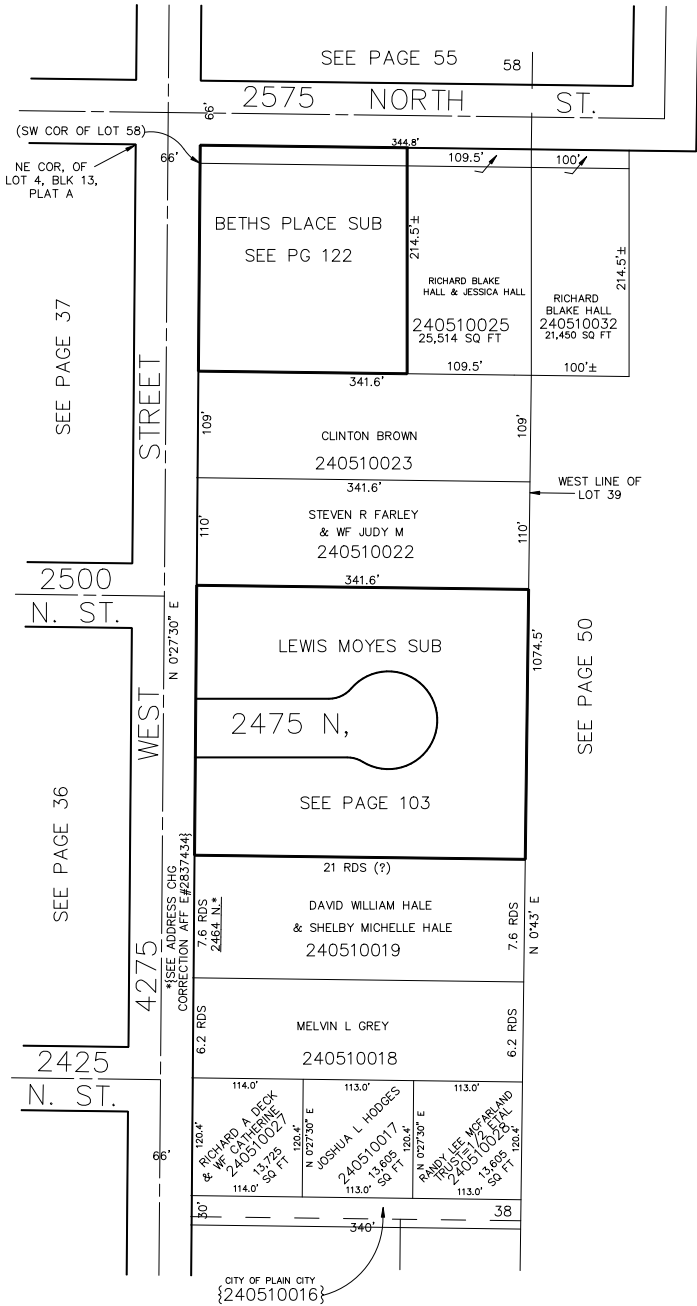 SEE PAGE 55
58
2575 NORTH ST.
66'
(SW COR OF LOT 58)
NE COR, OF
LOT 4, BLK 13,
PLAT A
66'
344.8'
109.5'
100'
BETHS PLACE SUB
SEE PG 122
214.5'±
214.5'±
RICHARD BLAKE
HALL & JESSICA HALL
240510025
25,514 SQ FT
RICHARD
BLAKE HALL
240510032
21,450 SQ FT
109.5'
100'±
SEE PAGE 37
STREET
341.6'
109'
109'
CLINTON BROWN
240510023
341.6'
WEST LINE OF
LOT 39
STEVEN R FARLEY
& WF JUDY M
240510022
110'
110'
341.6'
2500
N. ST.
N 0°27'30" E
LEWIS MOYES SUB
1074.5'
SEE PAGE 50
WEST
2475 N,
SEE PAGE 103
SEE PAGE 36
21 RDS (?)
*{SEE ADDRESS CHG
CORRECTION AFF E#2837434}
7.6 RDS
2464 N.*
DAVID WILLIAM HALE
& SHELBY MICHELLE HALE
240510019
7.6 RDS
N 0°43' E
4275
6.2 RDS
MELVIN L GREY
240510018
6.2 RDS
2425
N. ST.
114.0'
113.0'
113.0'
120.4'
RICHARD A DECK
& WF CATHERINE
240510027
13,725
SQ FT
120.4'
N 0°27'30" E
JOSHUA L HODGES
240510017
13,605
SQ FT
120.4'
N 0°27'30" E
RANDY LEE MCFARLAND
TRUST=1/2 ETAL
240510028
13,605
SQ FT
120.4'
114.0'
113.0'
113.0'
66'
30'
38
340'
CITY OF PLAIN CITY
{240510016}